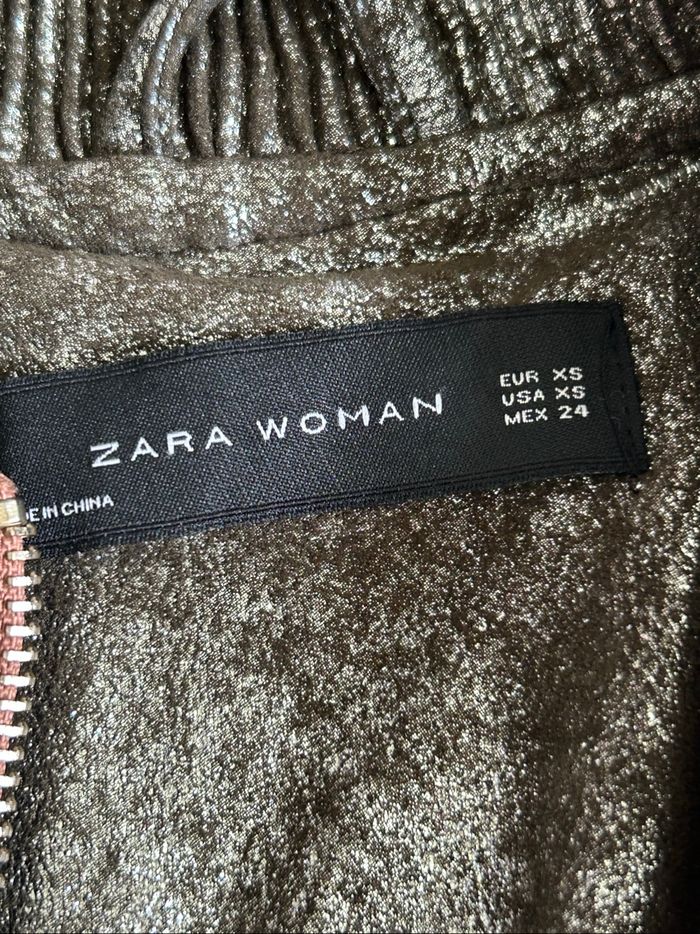 ZARA WOMAN
EUR XS
USA XS
MEX 24
IN CHINA